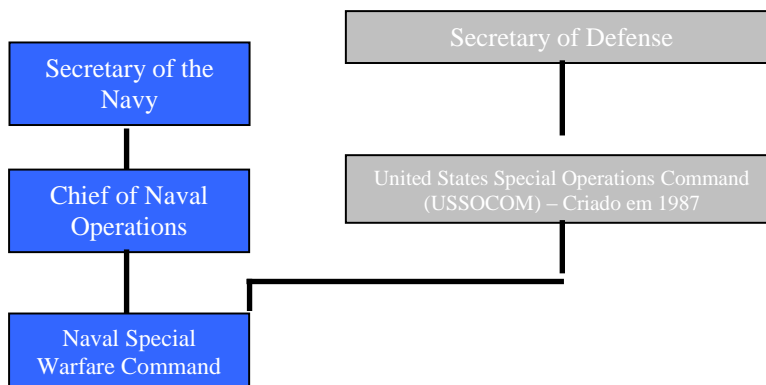 Secretary of Defense
Secretary of the
Navy
Chief of Naval
Operations
United States Special Operations Command
(USSOCOM) – Criado em 1987
Naval Special
Warfare Command